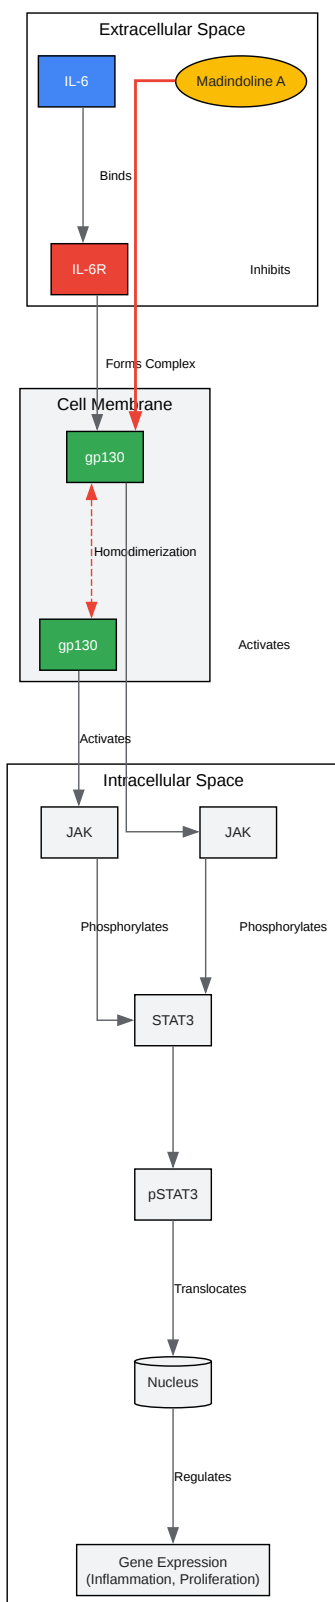 Extracellular Space
IL-6
Madindoline A
Binds
IL-6R
Inhibits
Forms Complex
Cell Membrane
gp130
Homodimerization
gp130
Activates
Activates
Intracellular Space
JAK
JAK
Phosphorylates
Phosphorylates
STAT3
pSTAT3
Translocates
Nucleus
Regulates
Gene Expression
(Inflammation, Proliferation)